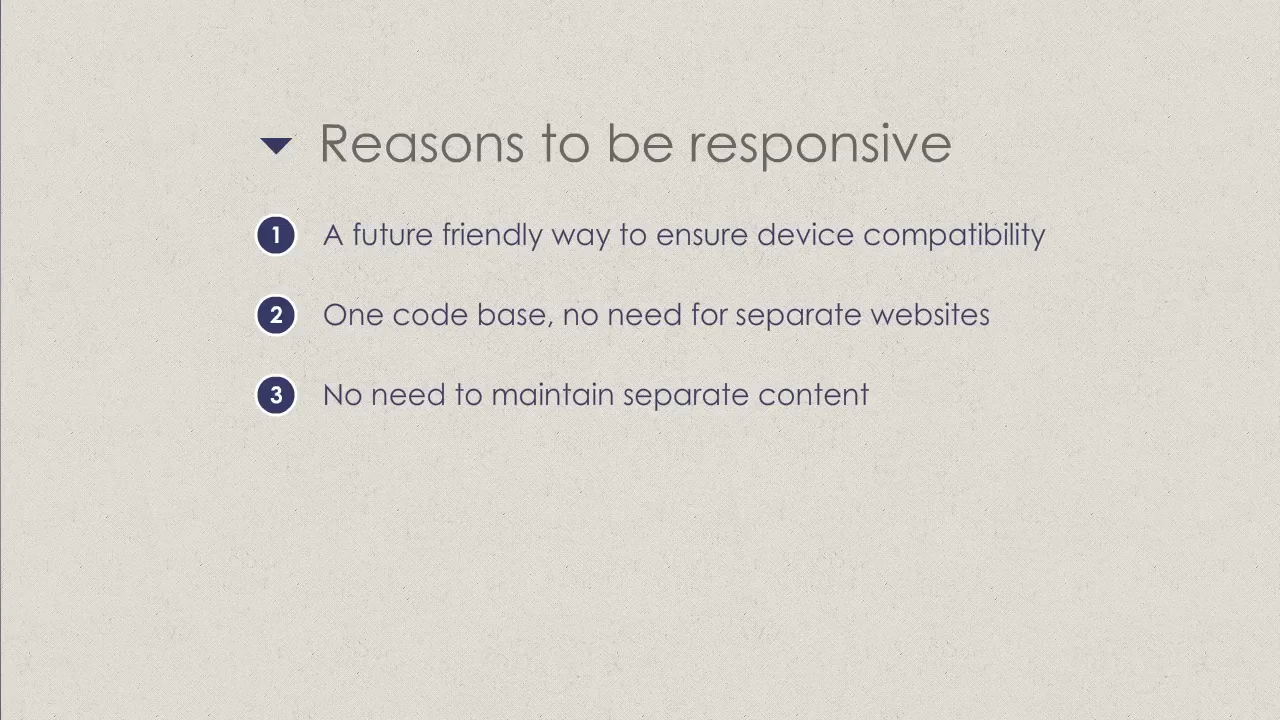 Reasons to be responsive
1 A future friendly way to ensure device compatibility
2 One code base, no need for separate websites
3 No need to maintain separate content